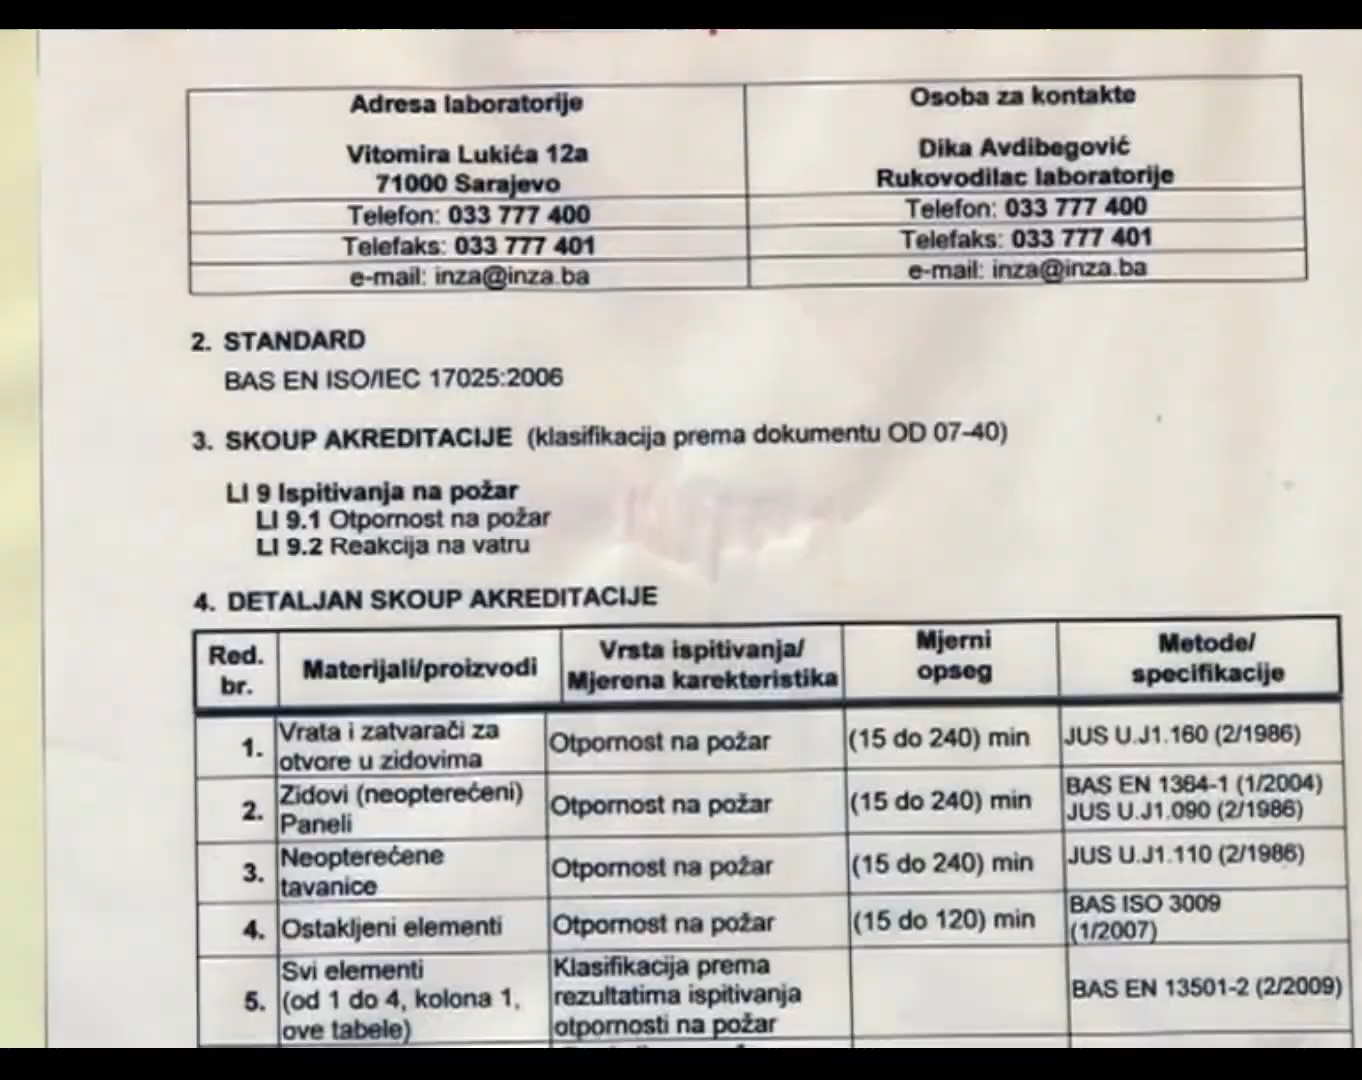 Adresa laboratorije
Vitomira Lukića 12a
71000 Sarajevo
Telefon: 033 777 400
Telefaks: 033 777 401
e-mail: inza@inza.ba
Osoba za kontakte
Dika Avdibegović
Rukovodilac laboratorije
Telefon: 033 777 400
Telefaks: 033 777 401
e-mail: inza@inza.ba
2. STANDARD
BAS EN ISO/IEC 17025:2006
3. SKOUP AKREDITACIJE (klasifikacija prema dokumentu OD 07-40)
LI 9 Ispitivanja na požar
LI 9.1 Otpornost na požar
LI 9.2 Reakcija na vatru
4. DETALJAN SKOUP AKREDITACIJE
Red.
br.
Materijali/proizvodi
Vrsta ispitivanja/
Mjerena karekteristika
Mjerni
opseg
Metode/
specifikacije
1.
Vrata i zatvarači za
otvore u zidovima
Otpornost na požar
(15 do 240) min
JUS U.J1.160 (2/1986)
2.
Zidovi (neopterećeni)
Paneli
Otpornost na požar
(15 do 240) min
BAS EN 1364-1 (1/2004)
JUS U.J1.090 (2/1986)
3.
Neopterećene
tavanice
Otpornost na požar
(15 do 240) min
JUS U.J1.110 (2/1986)
4.
Ostakljeni elementi
Otpornost na požar
(15 do 120) min
BAS ISO 3009
(1/2007)
5.
Svi elementi
(od 1 do 4, kolona 1,
ove tabele)
Klasifikacija prema
rezultatima ispitivanja
otpornosti na požar
BAS EN 13501-2 (2/2009)